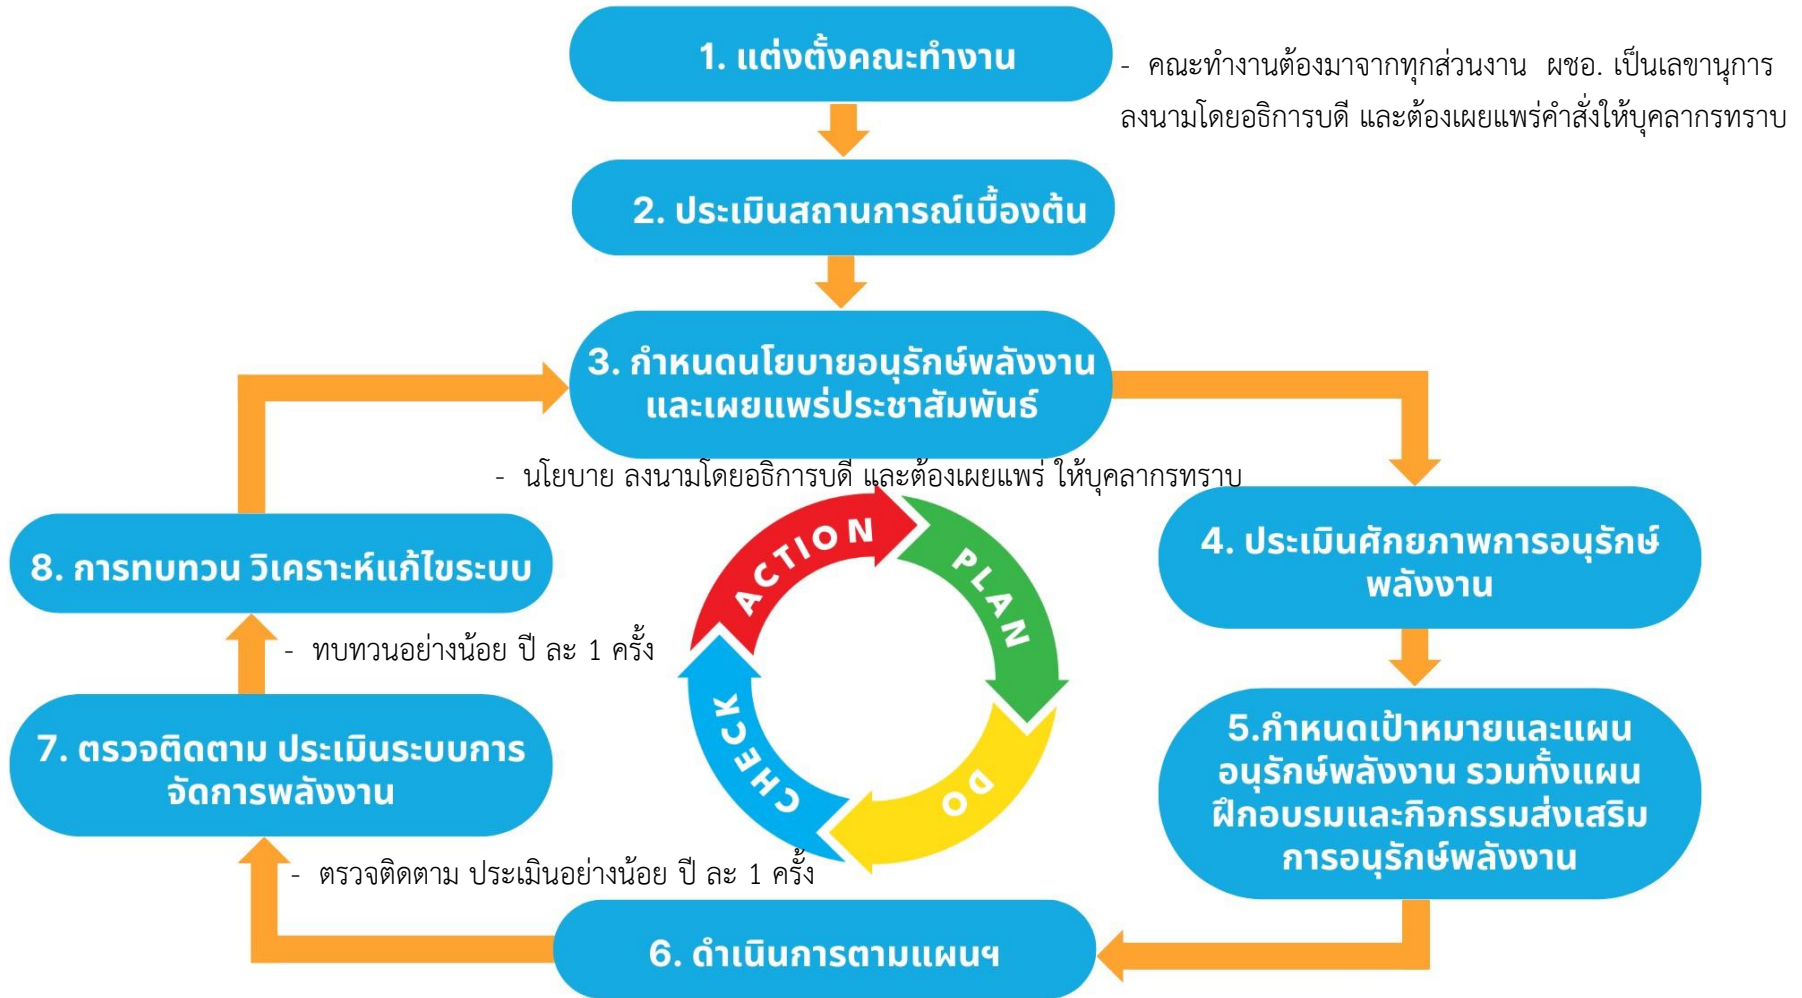 1. แต่งตั้งคณะทำงาน
- คณะทำงานต้องมาจากทุกส่วนงาน ผชอ. เป็นเลขานุการ
ลงนามโดยอธิการบดี และต้องเผยแพร่คำสั่งให้บุคลากรทราบ
2. ประเมินสถานการณ์เบื้องต้น
3. กำหนดนโยบายอนุรักษ์พลังงาน
และเผยแพร่ประชาสัมพันธ์
- นโยบาย ลงนามโดยอธิการบดี และต้องเผยแพร่ ให้บุคลากรทราบ
4. ประเมินศักยภาพการอนุรักษ์
พลังงาน
5.กำหนดเป้าหมายและแผน
อนุรักษ์พลังงาน รวมทั้งแผน
ฝึกอบรมและกิจกรรมส่งเสริม
การอนุรักษ์พลังงาน
6. ดำเนินการตามแผนฯ
- ตรวจติดตาม ประเมินอย่างน้อย ปี ละ 1 ครั้ง
7. ตรวจติดตาม ประเมินระบบการ
จัดการพลังงาน
- ทบทวนอย่างน้อย ปี ละ 1 ครั้ง
8. การทบทวน วิเคราะห์แก้ไขระบบ
PLAN
DO
CHECK
ACTION